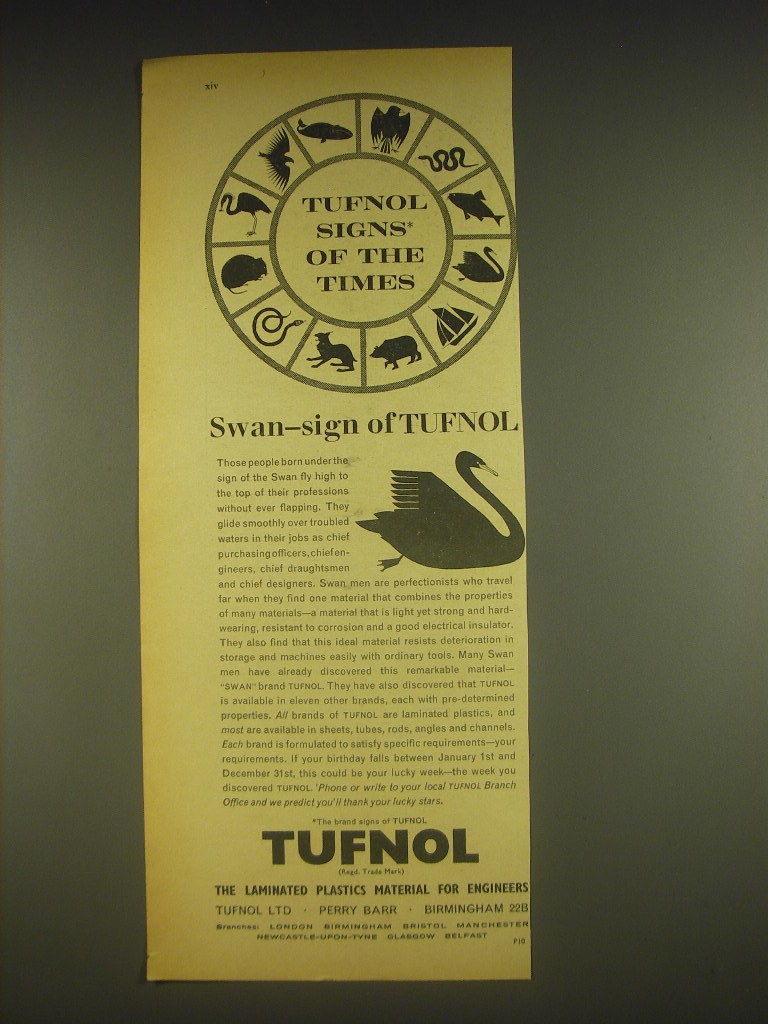 xiv
TUFNOL
SIGNS*
OF THE
TIMES
Swan–sign of TUFNOL
Those people born under the
sign of the Swan fly high to
the top of their professions
without ever flapping. They
glide smoothly over troubled
waters in their jobs as chief
purchasing officers, chief en-
gineers, chief draughtsmen
and chief designers. Swan men are perfectionists who travel
far when they find one material that combines the properties
of many materials—a material that is light yet strong and hard-
wearing, resistant to corrosion and a good electrical insulator.
They also find that this ideal material resists deterioration in
storage and machines easily with ordinary tools. Many Swan
men have already discovered this remarkable material—
"SWAN" brand TUFNOL. They have also discovered that TUFNOL
is available in eleven other brands, each with pre-determined
properties. All brands of TUFNOL are laminated plastics, and
most are available in sheets, tubes, rods, angles and channels.
Each brand is formulated to satisfy specific requirements—your
requirements. If your birthday falls between January 1st and
December 31st, this could be your lucky week—the week you
discovered TUFNOL. 'Phone or write to your local TUFNOL Branch
Office and we predict you'll thank your lucky stars.
*The brand signs of TUFNOL
TUFNOL
(Regd. Trade Mark)
THE LAMINATED PLASTICS MATERIAL FOR ENGINEERS
TUFNOL LTD · PERRY BARR · BIRMINGHAM 22B
Branches: LONDON BIRMINGHAM BRISTOL MANCHESTER
NEWCASTLE-UPON-TYNE GLASGOW BELFAST
P10